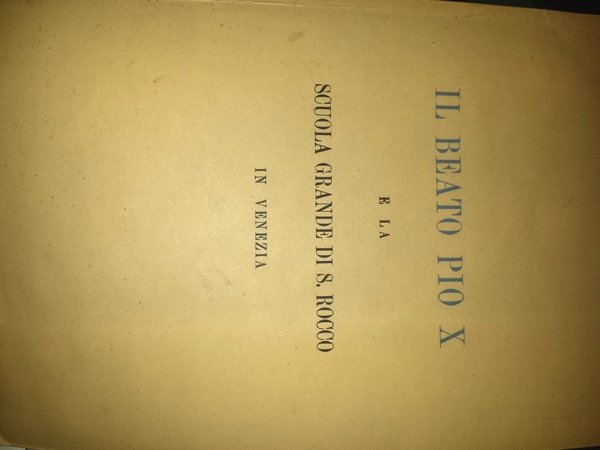 IL BEATO PIO X
E LA
SCUOLA GRANDE DI S. ROCCO
IN VENEZIA